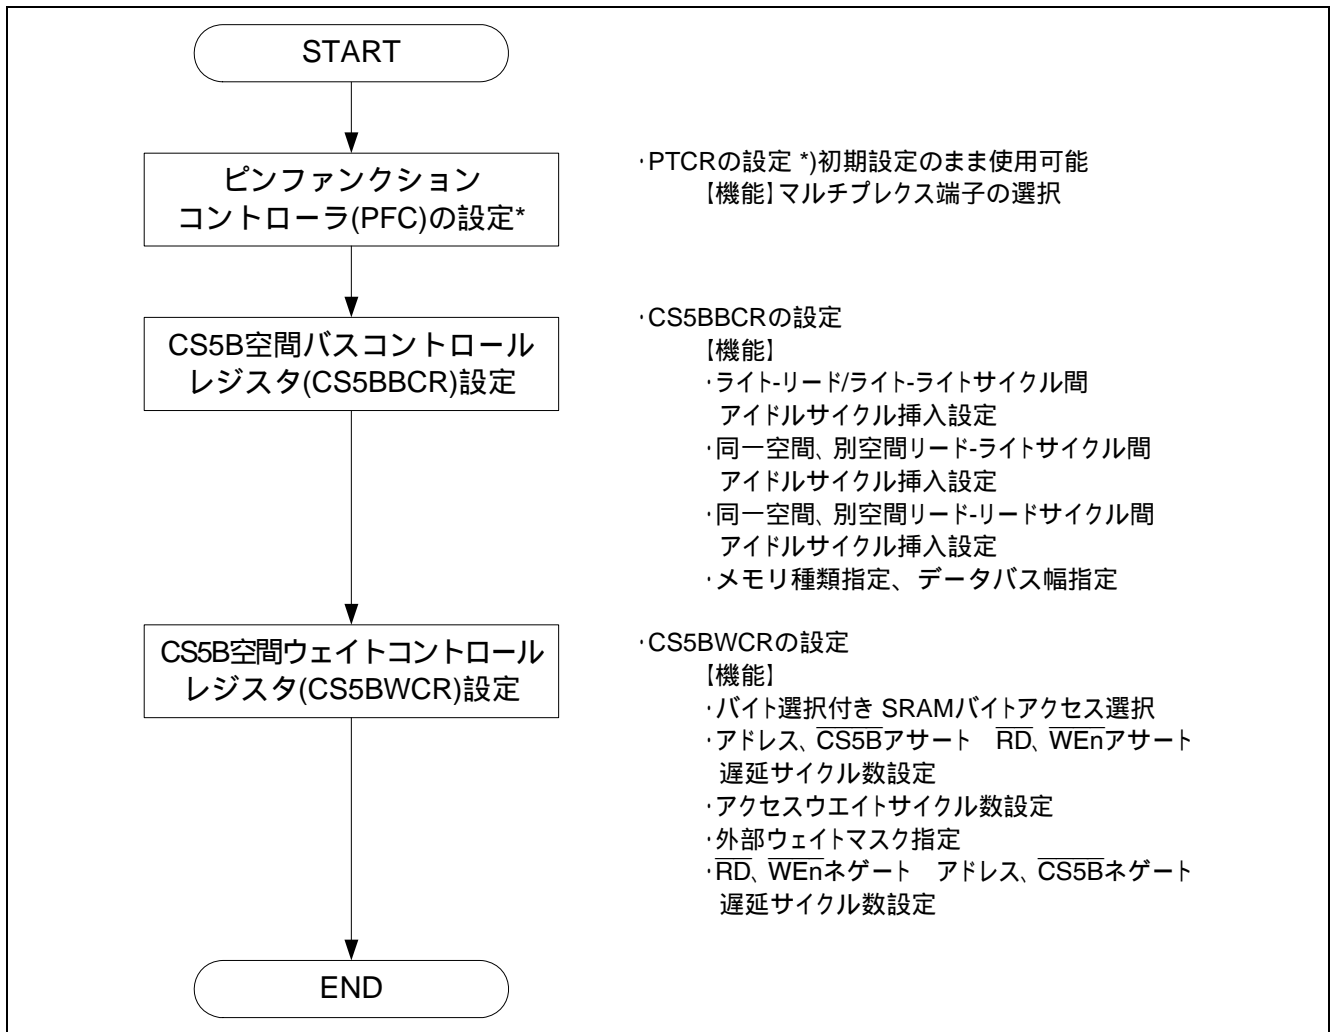 START
ピンファンクション
コントローラ(PFC)の設定*
・PTCRの設定 *)初期設定のまま使用可能
【機能】マルチプレクス端子の選択
CS5B空間バスコントロール
レジスタ(CS5BBCR)設定
・CS5BBCRの設定
【機能】
・ライト-リード/ライト-ライトサイクル間
アイドルサイクル挿入設定
・同一空間、別空間リード-ライトサイクル間
アイドルサイクル挿入設定
・同一空間、別空間リード-リードサイクル間
アイドルサイクル挿入設定
・メモリ種類指定、データバス幅指定
CS5B空間ウェイトコントロール
レジスタ(CS5BWCR)設定
・CS5BWCRの設定
【機能】
・バイト選択付き SRAMバイトアクセス選択
・アドレス、CS5Bアサート　RD、WEnアサート
遅延サイクル数設定
・アクセスウエイトサイクル数設定
・外部ウェイトマスク指定
・RD、WEnネゲート　アドレス、CS5Bネゲート
遅延サイクル数設定
END